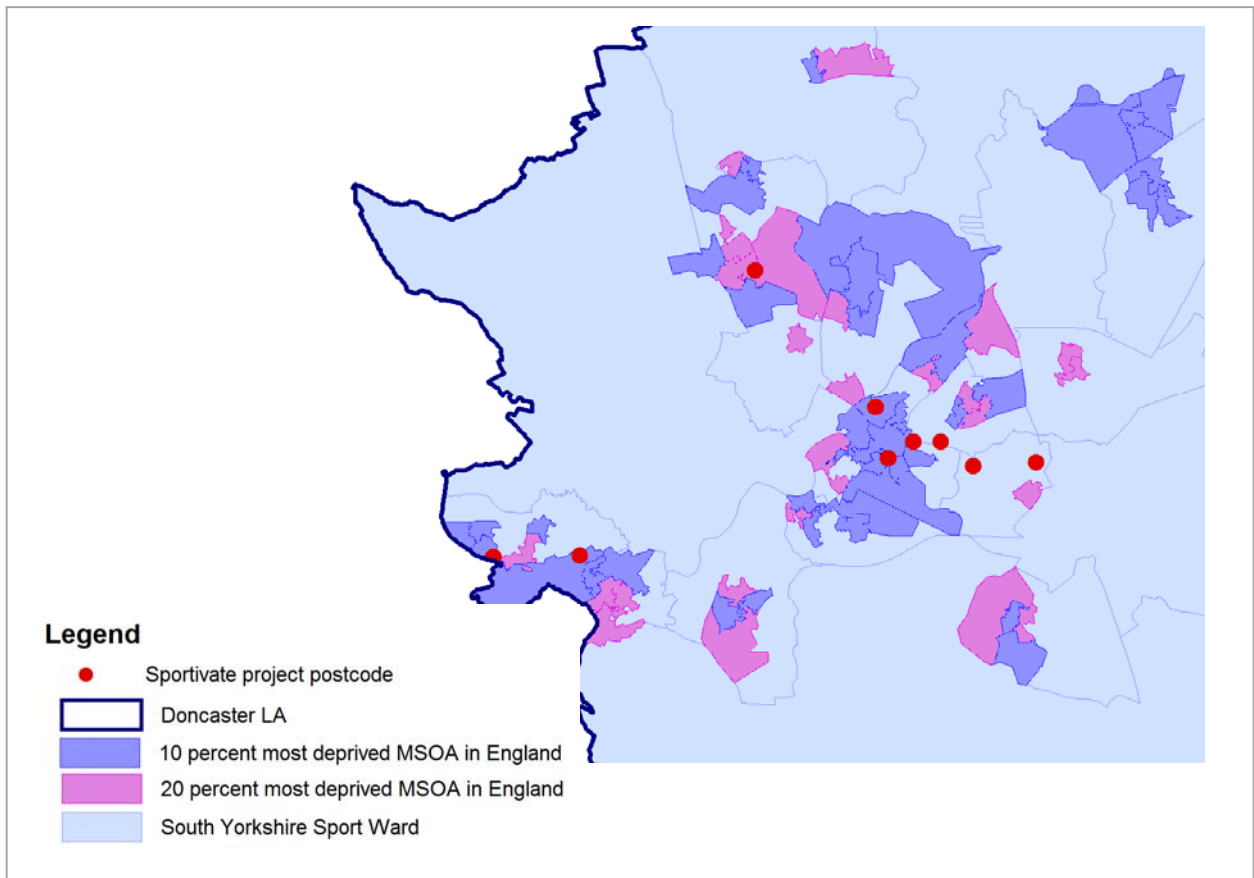 Legend
Sportivate project postcode
Doncaster LA
10 percent most deprived MSOA in England
20 percent most deprived MSOA in England
South Yorkshire Sport Ward